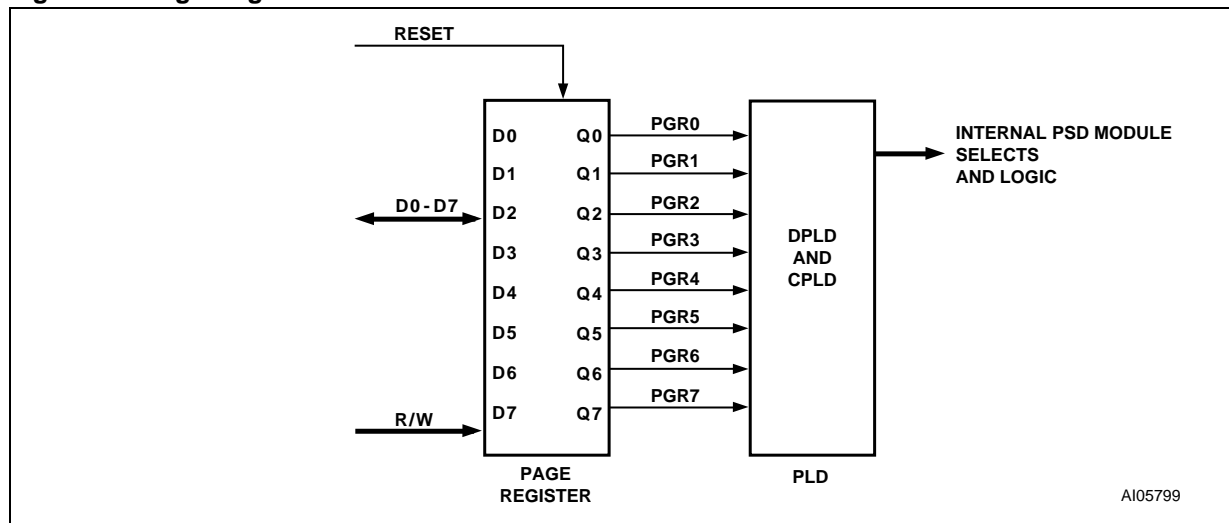 RESET
D0 Q0 PGR0
D1 Q1 PGR1
D0-D7 D2 Q2 PGR2
D3 Q3 PGR3
D4 Q4 PGR4
D5 Q5 PGR5
D6 Q6 PGR6
R/W D7 Q7 PGR7
DPLD
AND
CPLD
INTERNAL PSD MODULE
SELECTS
AND LOGIC
PAGE
REGISTER
PLD
AI05799